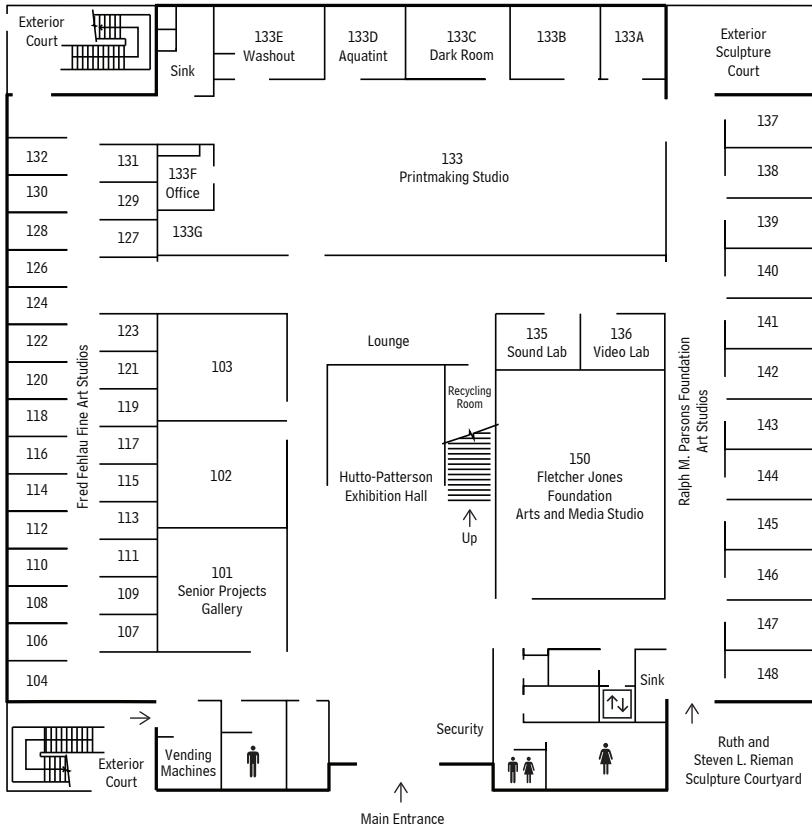 Exterior
Court
Sink
133E
Washout
133D
Aquatint
133C
Dark Room
133B
133A
Exterior
Sculpture
Court
132
130
128
126
124
122
120
118
116
114
112
110
108
106
104
Fred Fehlau Fine Art Studios
131
129
127
133F
Office
133G
133
Printmaking Studio
123
121
119
117
115
113
111
109
107
103
102
101
Senior Projects
Gallery
Lounge
Recycling
Room
Hutto-Patterson
Exhibition Hall
Up
135
Sound Lab
136
Video Lab
150
Fletcher Jones
Foundation
Arts and Media Studio
Ralph M. Parsons Foundation
Art Studios
137
138
139
140
141
142
143
144
145
146
147
148
Exterior
Court
Vending
Machines
Security
Sink
Ruth and
Steven L. Rieman
Sculpture Courtyard
Main Entrance